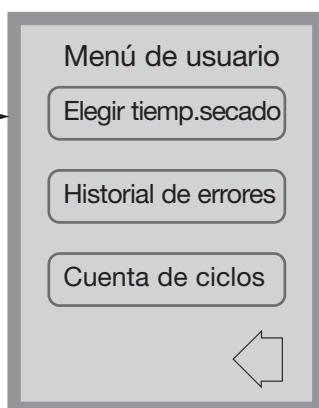 Menú de usuario
Elegir tiemp.secado
Historial de errores
Cuenta de ciclos